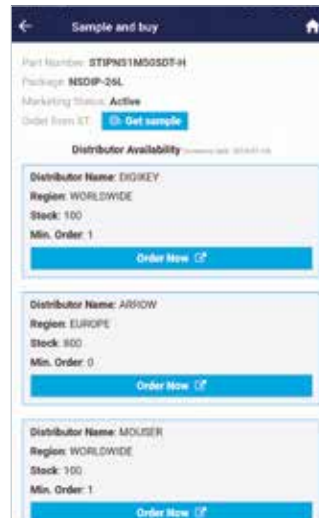 Sample and buy
Part Number: STIPNS1M50SDT-H
Package: NSDIP-26L
Marketing Status: Active
Order from ST: Get sample
Distributor Availability
Distributor Name: DIGIKEY
Region: WORLDWIDE
Stock: 100
Min. Order: 1
Order Now
Distributor Name: ARROW
Region: EUROPE
Stock: 800
Min. Order: 0
Order Now
Distributor Name: MOUSER
Region: WORLDWIDE
Stock: 100
Min. Order: 1
Order Now